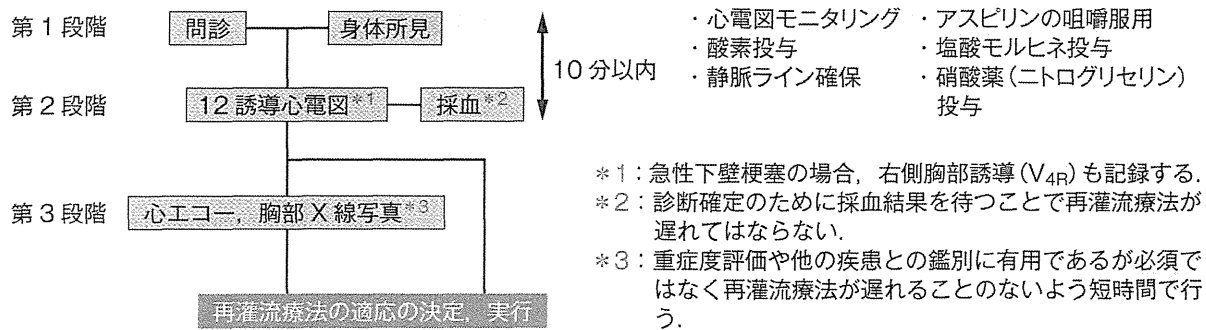 第1段階 問診 身体所見
10分以内
第2段階 12誘導心電図*1 採血*2
第3段階 心エコー，胸部X線写真*3
再灌流療法の適応の決定，実行
・心電図モニタリング ・アスピリンの咀嚼服用
・酸素投与 ・塩酸モルヒネ投与
・静脈ライン確保 ・硝酸薬(ニトログリセリン)
投与
*1：急性下壁梗塞の場合，右側胸部誘導(V4R)も記録する．
*2：診断確定のために採血結果を待つことで再灌流療法が
遅れてはならない．
*3：重症度評価や他の疾患との鑑別に有用であるが必須で
はなく再灌流療法が遅れることのないよう短時間で行
う．